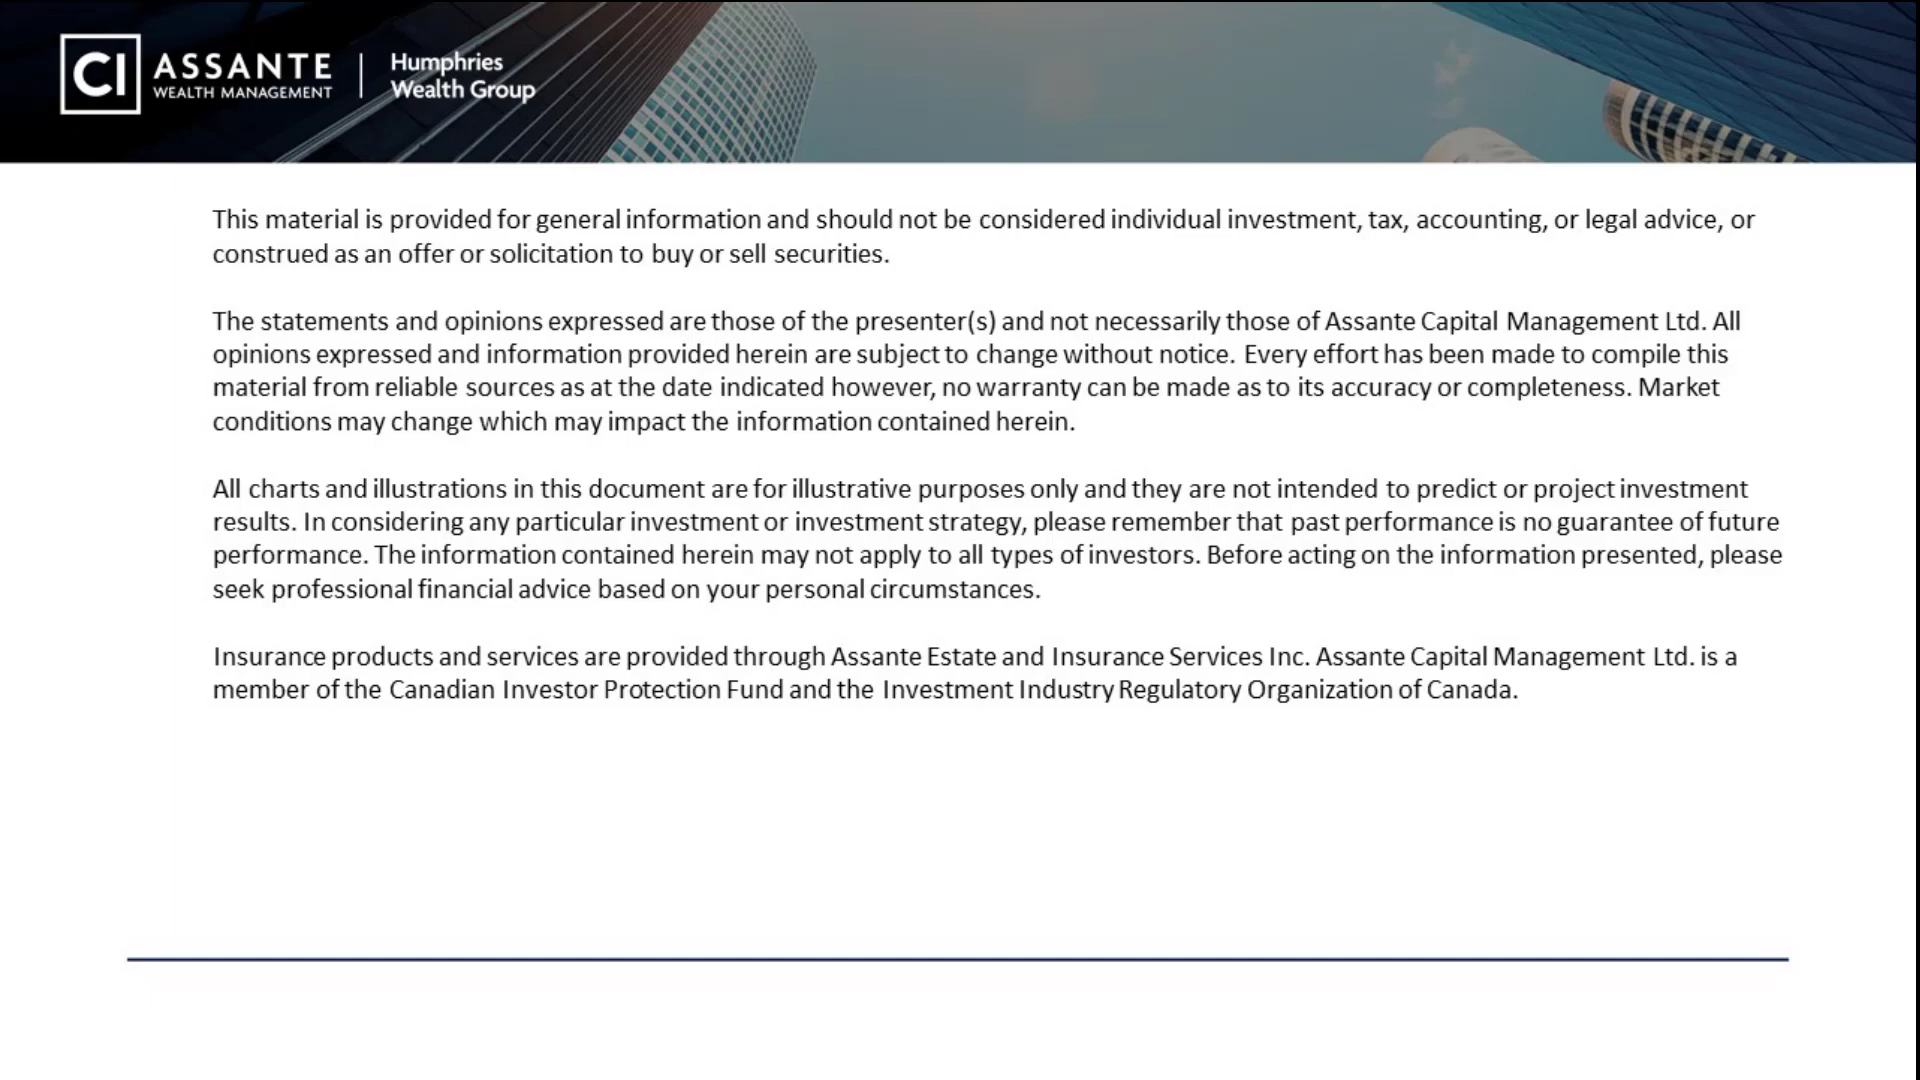 CI ASSANTE
WEALTH MANAGEMENT
Humphries
Wealth Group
This material is provided for general information and should not be considered individual investment, tax, accounting, or legal advice, or
construed as an offer or solicitation to buy or sell securities.
The statements and opinions expressed are those of the presenter(s) and not necessarily those of Assante Capital Management Ltd. All
opinions expressed and information provided herein are subject to change without notice. Every effort has been made to compile this
material from reliable sources as at the date indicated however, no warranty can be made as to its accuracy or completeness. Market
conditions may change which may impact the information contained herein.
All charts and illustrations in this document are for illustrative purposes only and they are not intended to predict or project investment
results. In considering any particular investment or investment strategy, please remember that past performance is no guarantee of future
performance. The information contained herein may not apply to all types of investors. Before acting on the information presented, please
seek professional financial advice based on your personal circumstances.
Insurance products and services are provided through Assante Estate and Insurance Services Inc. Assante Capital Management Ltd. is a
member of the Canadian Investor Protection Fund and the Investment Industry Regulatory Organization of Canada.